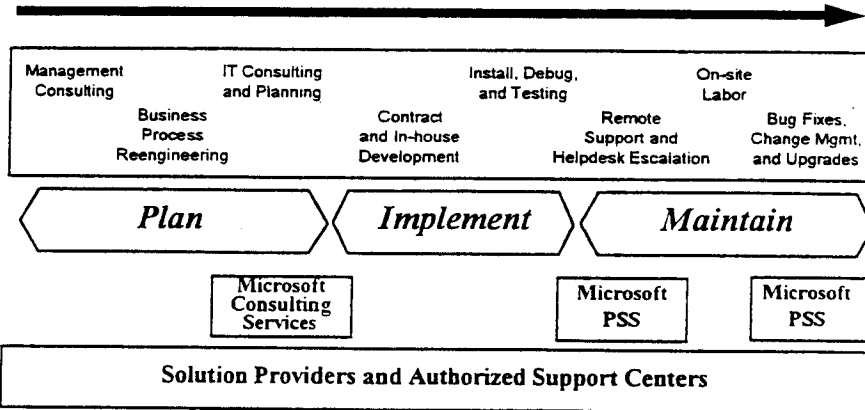 Management
Consulting
Business
Process
Reengineering
IT Consulting
and Planning
Contract
and In-house
Development
Install, Debug,
and Testing
Remote
Support and
Helpdesk Escalation
On-site
Labor
Bug Fixes,
Change Mgmt,
and Upgrades
Plan
Implement
Maintain
Microsoft
Consulting
Services
Microsoft
PSS
Microsoft
PSS
Solution Providers and Authorized Support Centers